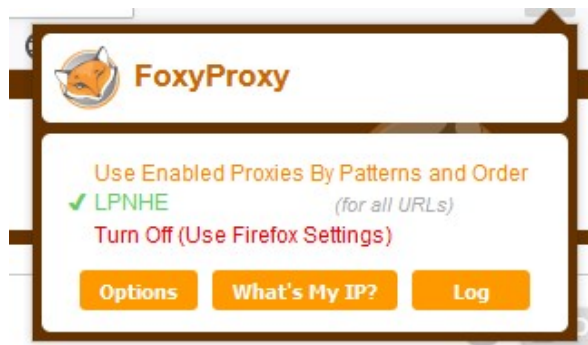 FoxyProxy
Use Enabled Proxies By Patterns and Order
✔ LPNHE (for all URLs)
Turn Off (Use Firefox Settings)
Options What's My IP? Log